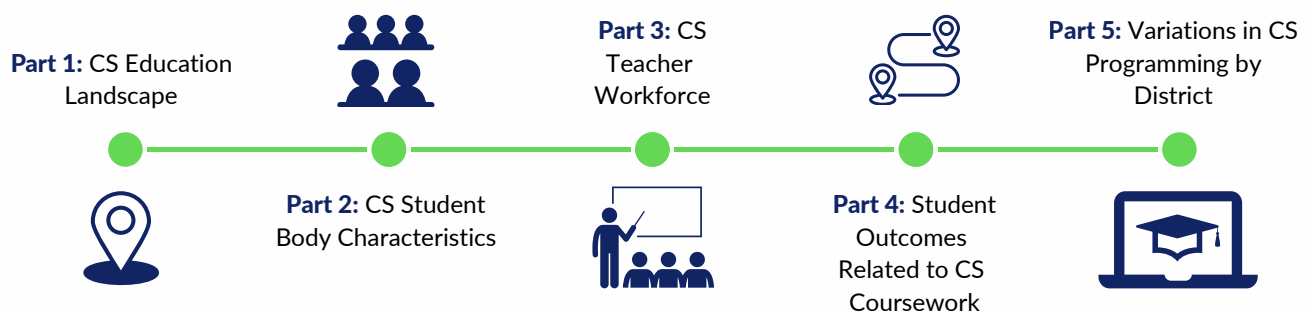 Part 1: CS Education
Landscape
Part 2: CS Student
Body Characteristics
Part 3: CS
Teacher
Workforce
Part 4: Student
Outcomes
Related to CS
Coursework
Part 5: Variations in CS
Programming by
District